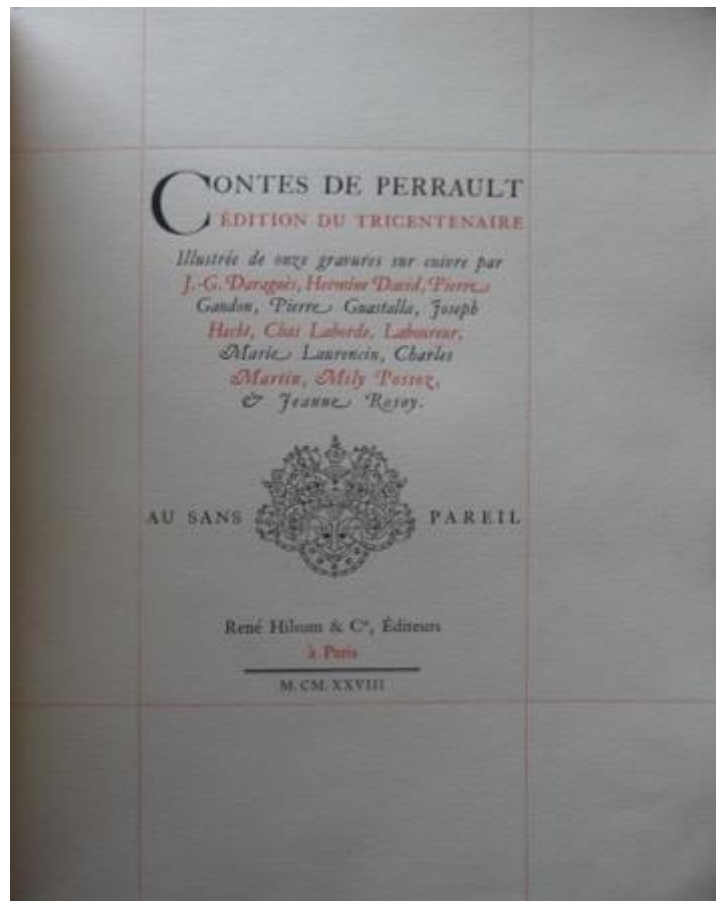 CONTES DE PERRAULT
ÉDITION DU TRICENTENAIRE
Illustrée de onze gravures sur cuivre par
J.-G. Daragnès, Hermine David, Pierre
Gandon, Pierre Guastalla, Joseph
Hecht, Chas Laborde, Laboureur,
Marie Laurencin, Charles
Martin, Mily Possoz,
& Jeanne Rosoy.
AU SANS PAREIL
René Hilsum & Cie, Éditeurs
à Paris
M. CM. XXVIII